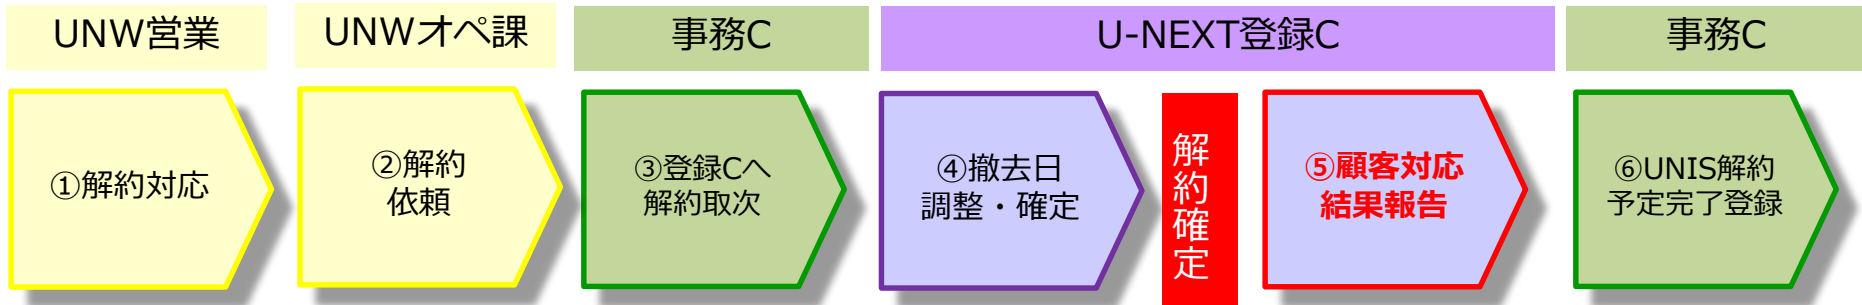 UNW営業
UNWオペ課
事務C
U-NEXT登録C
事務C
①解約対応
②解約
依頼
③登録Cへ
解約取次
④撤去日
調整・確定
解約確定
⑤顧客対応
結果報告
⑥UNIS解約
予定完了登録